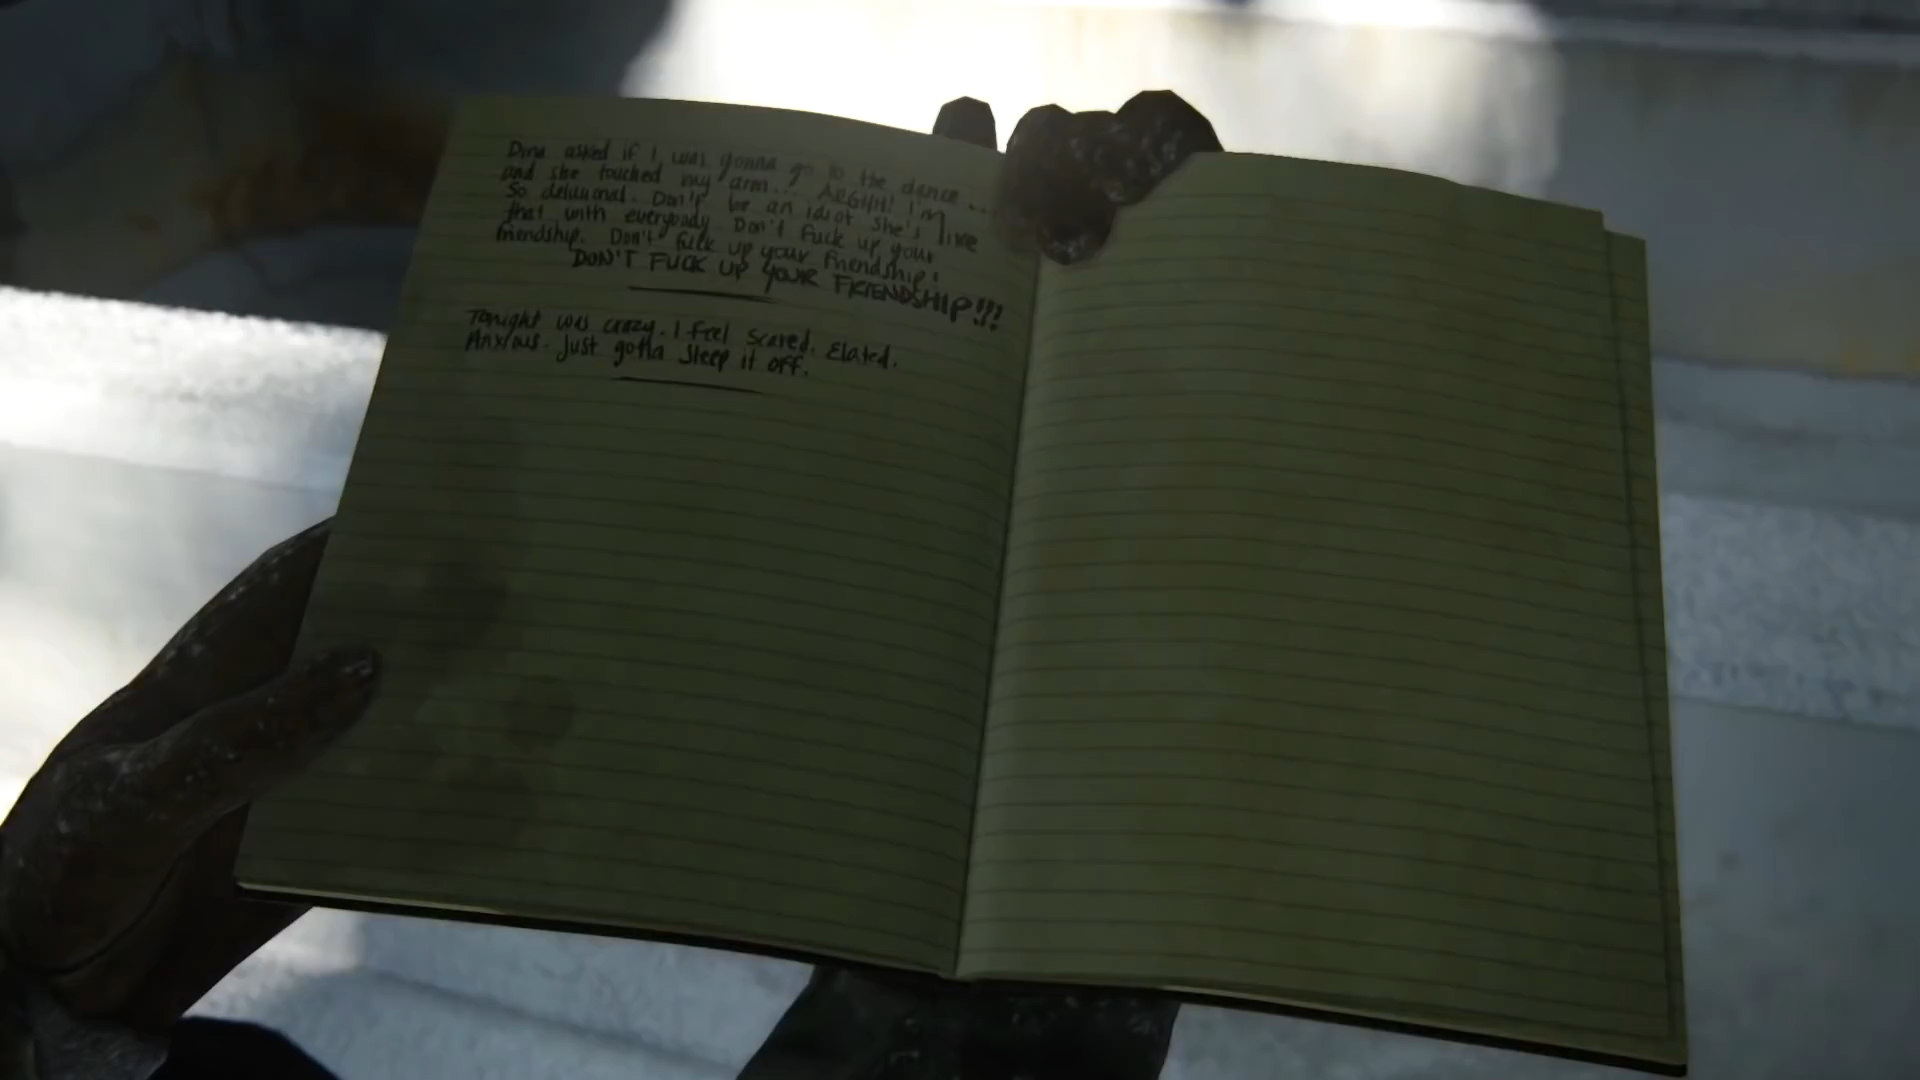 Dina asked if I was gonna go to the dance...
and she touched my arm... ARGHH! I'm
so delusional. Don't be an idiot she's like
that with everybody. Don't fuck up your
friendship. Don't fuck up your friendship.
DON'T FUCK UP YOUR FRIENDSHIP!!!
Tonight was crazy. I feel scared. Elated.
Anxious. Just gotta sleep it off.